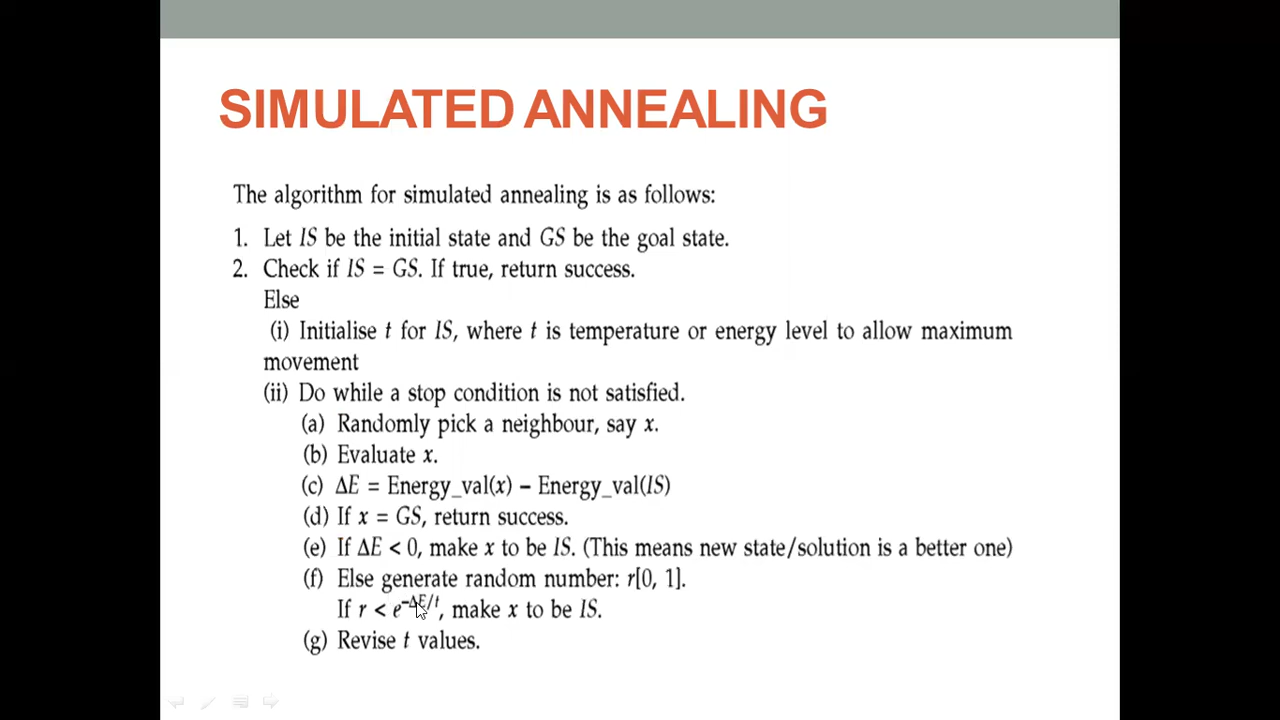 SIMULATED ANNEALING
The algorithm for simulated annealing is as follows:
1. Let IS be the initial state and GS be the goal state.
2. Check if IS = GS. If true, return success.
Else
(i) Initialise t for IS, where t is temperature or energy level to allow maximum
movement
(ii) Do while a stop condition is not satisfied.
(a) Randomly pick a neighbour, say x.
(b) Evaluate x.
(c) ΔE = Energy_val(x) – Energy_val(IS)
(d) If x = GS, return success.
(e) If ΔE < 0, make x to be IS. (This means new state/solution is a better one)
(f) Else generate random number: r[0, 1].
If r < e^–ΔE/t, make x to be IS.
(g) Revise t values.